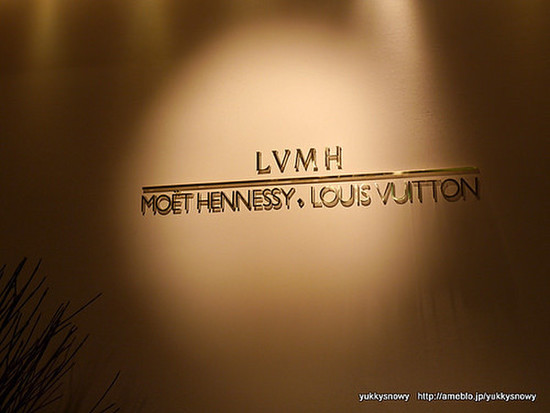 LVMH
MOËT HENNESSY. LOUIS VUITTON
yukkysnowy http://ameblo.jp/yukkysnowy